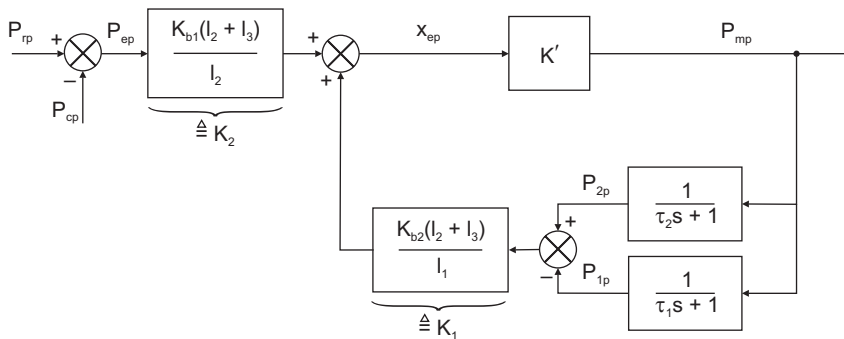 P_rp + P_ep K_b1(l_2 + l_3) / l_2 + x_ep K′ P_mp
− +
P_cp
≜ K_2
P_2p 1 / τ_2s + 1
+
K_b2(l_2 + l_3) / l_1
− P_1p 1 / τ_1s + 1
≜ K_1